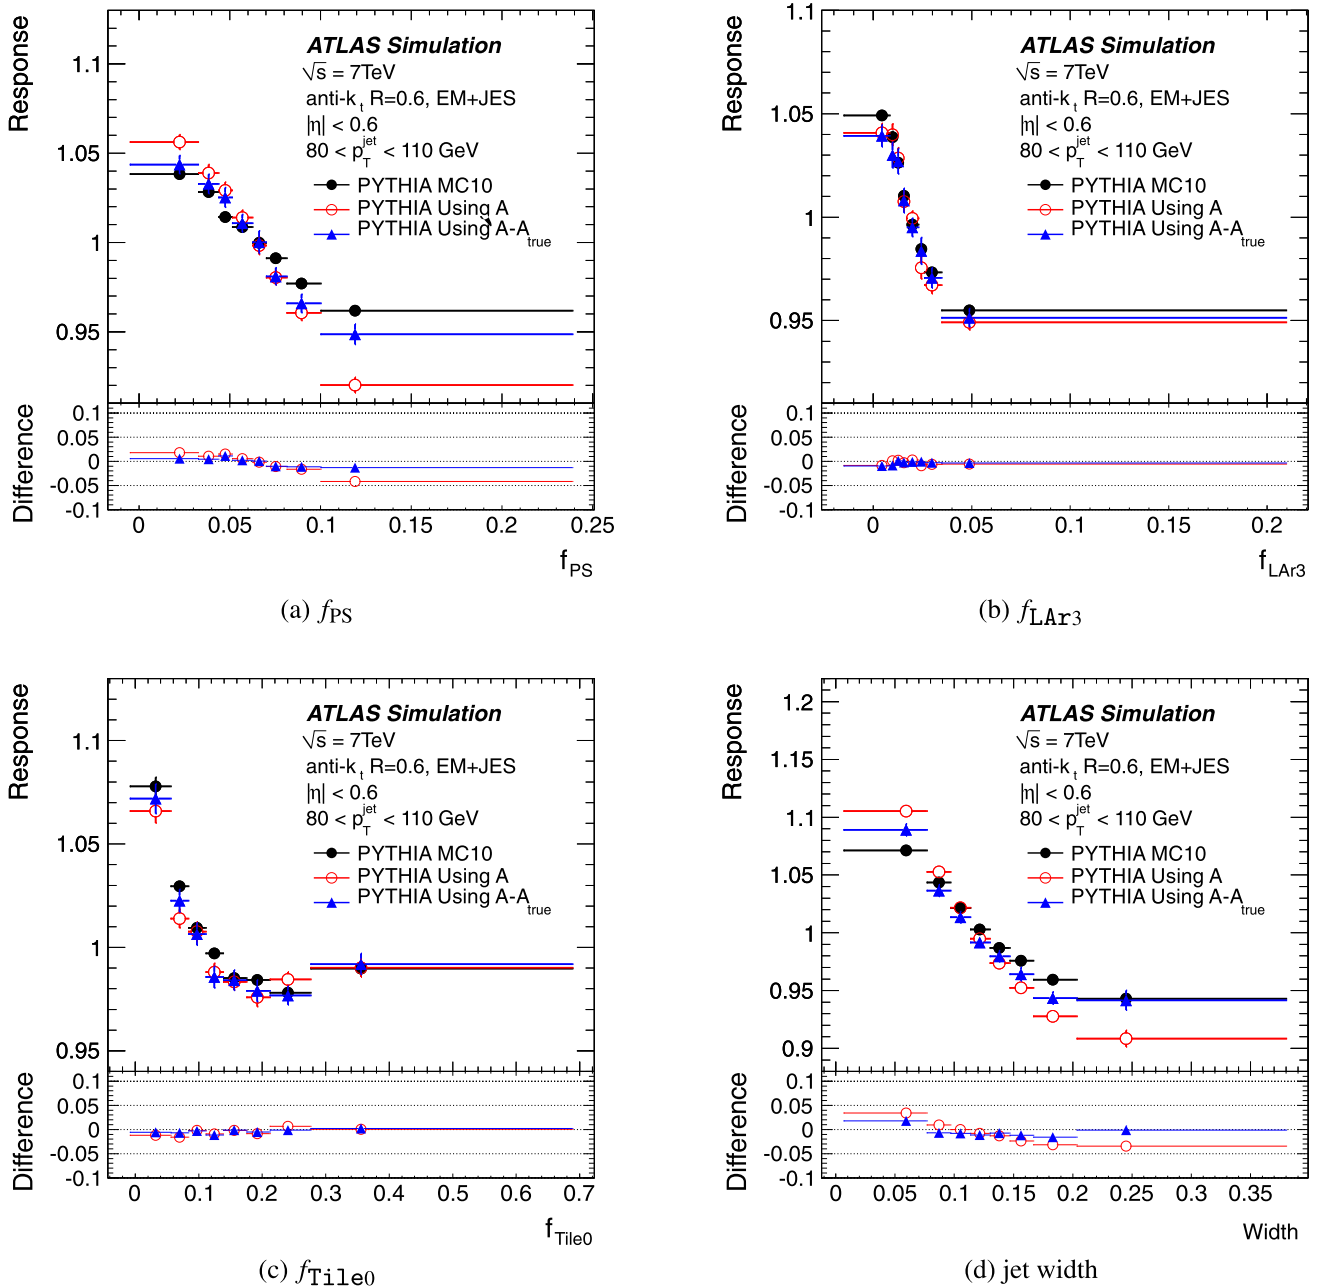 Response
1.1
1.05
1
0.95
ATLAS Simulation
√s = 7TeV
anti-k_t R=0.6, EM+JES
|η| < 0.6
80 < p_T^jet < 110 GeV
PYTHIA MC10
PYTHIA Using A
PYTHIA Using A-A_true
Difference
0.1
0.05
0
-0.05
-0.1
0 0.05 0.1 0.15 0.2 0.25
f_PS
(a) f_PS
Response
1.1
1.05
1
0.95
ATLAS Simulation
√s = 7TeV
anti-k_t R=0.6, EM+JES
|η| < 0.6
80 < p_T^jet < 110 GeV
PYTHIA MC10
PYTHIA Using A
PYTHIA Using A-A_true
Difference
0.1
0.05
0
-0.05
-0.1
0 0.05 0.1 0.15 0.2
f_LAr3
(b) f_LAr3
Response
1.1
1.05
1
0.95
ATLAS Simulation
√s = 7TeV
anti-k_t R=0.6, EM+JES
|η| < 0.6
80 < p_T^jet < 110 GeV
PYTHIA MC10
PYTHIA Using A
PYTHIA Using A-A_true
Difference
0.1
0.05
0
-0.05
-0.1
0 0.1 0.2 0.3 0.4 0.5 0.6 0.7
f_Tile0
(c) f_Tile0
Response
1.2
1.15
1.1
1.05
1
0.95
0.9
ATLAS Simulation
√s = 7TeV
anti-k_t R=0.6, EM+JES
|η| < 0.6
80 < p_T^jet < 110 GeV
PYTHIA MC10
PYTHIA Using A
PYTHIA Using A-A_true
Difference
0.1
0.05
0
-0.05
-0.1
0 0.05 0.1 0.15 0.2 0.25 0.3 0.35
Width
(d) jet width